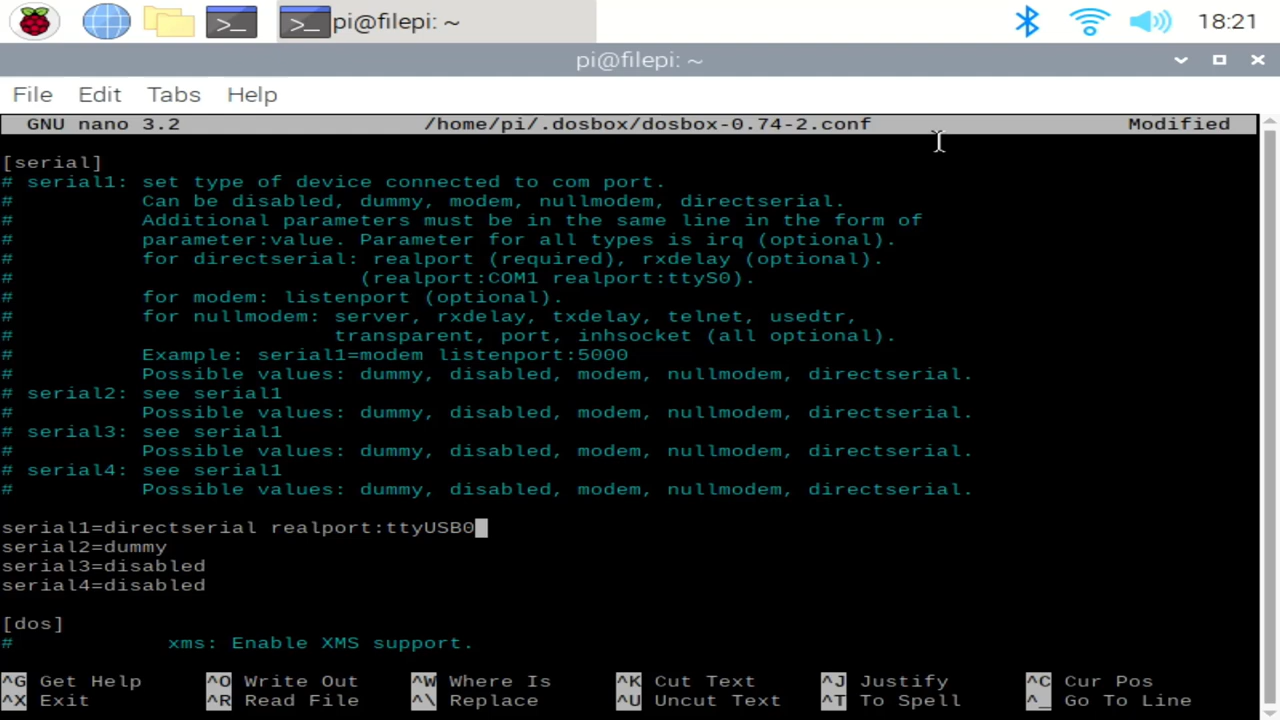 pi@filepi: ~
18:21
pi@filepi: ~
File Edit Tabs Help
GNU nano 3.2 /home/pi/.dosbox/dosbox-0.74-2.conf Modified
[serial]
# serial1: set type of device connected to com port.
# Can be disabled, dummy, modem, nullmodem, directserial.
# Additional parameters must be in the same line in the form of
# parameter:value. Parameter for all types is irq (optional).
# for directserial: realport (required), rxdelay (optional).
# (realport:COM1 realport:ttyS0).
# for modem: listenport (optional).
# for nullmodem: server, rxdelay, txdelay, telnet, usedtr,
# transparent, port, inhsocket (all optional).
# Example: serial1=modem listenport:5000
# Possible values: dummy, disabled, modem, nullmodem, directserial.
# serial2: see serial1
# Possible values: dummy, disabled, modem, nullmodem, directserial.
# serial3: see serial1
# Possible values: dummy, disabled, modem, nullmodem, directserial.
# serial4: see serial1
# Possible values: dummy, disabled, modem, nullmodem, directserial.
serial1=directserial realport:ttyUSB0
serial2=dummy
serial3=disabled
serial4=disabled
[dos]
# xms: Enable XMS support.
^G Get Help ^O Write Out ^W Where Is ^K Cut Text ^J Justify ^C Cur Pos
^X Exit ^R Read File ^\ Replace ^U Uncut Text ^T To Spell ^_ Go To Line